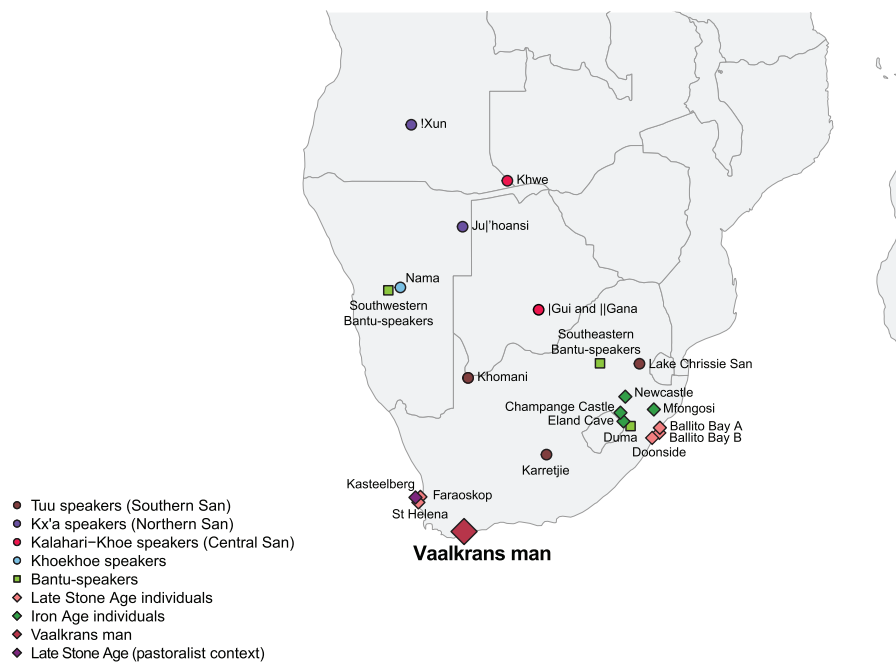 !Xun
Khwe
Ju|'hoansi
Nama
Southwestern
Bantu-speakers
|Gui and ||Gana
Southeastern
Bantu-speakers
Lake Chrissie San
Khomani
Newcastle
Champange Castle
Mfongosi
Eland Cave
Ballito Bay A
Duma
Ballito Bay B
Doonside
Karretjie
Kasteelberg
Faraoskop
St Helena
Vaalkrans man
Tuu speakers (Southern San)
Kx'a speakers (Northern San)
Kalahari−Khoe speakers (Central San)
Khoekhoe speakers
Bantu-speakers
Late Stone Age individuals
Iron Age individuals
Vaalkrans man
Late Stone Age (pastoralist context)